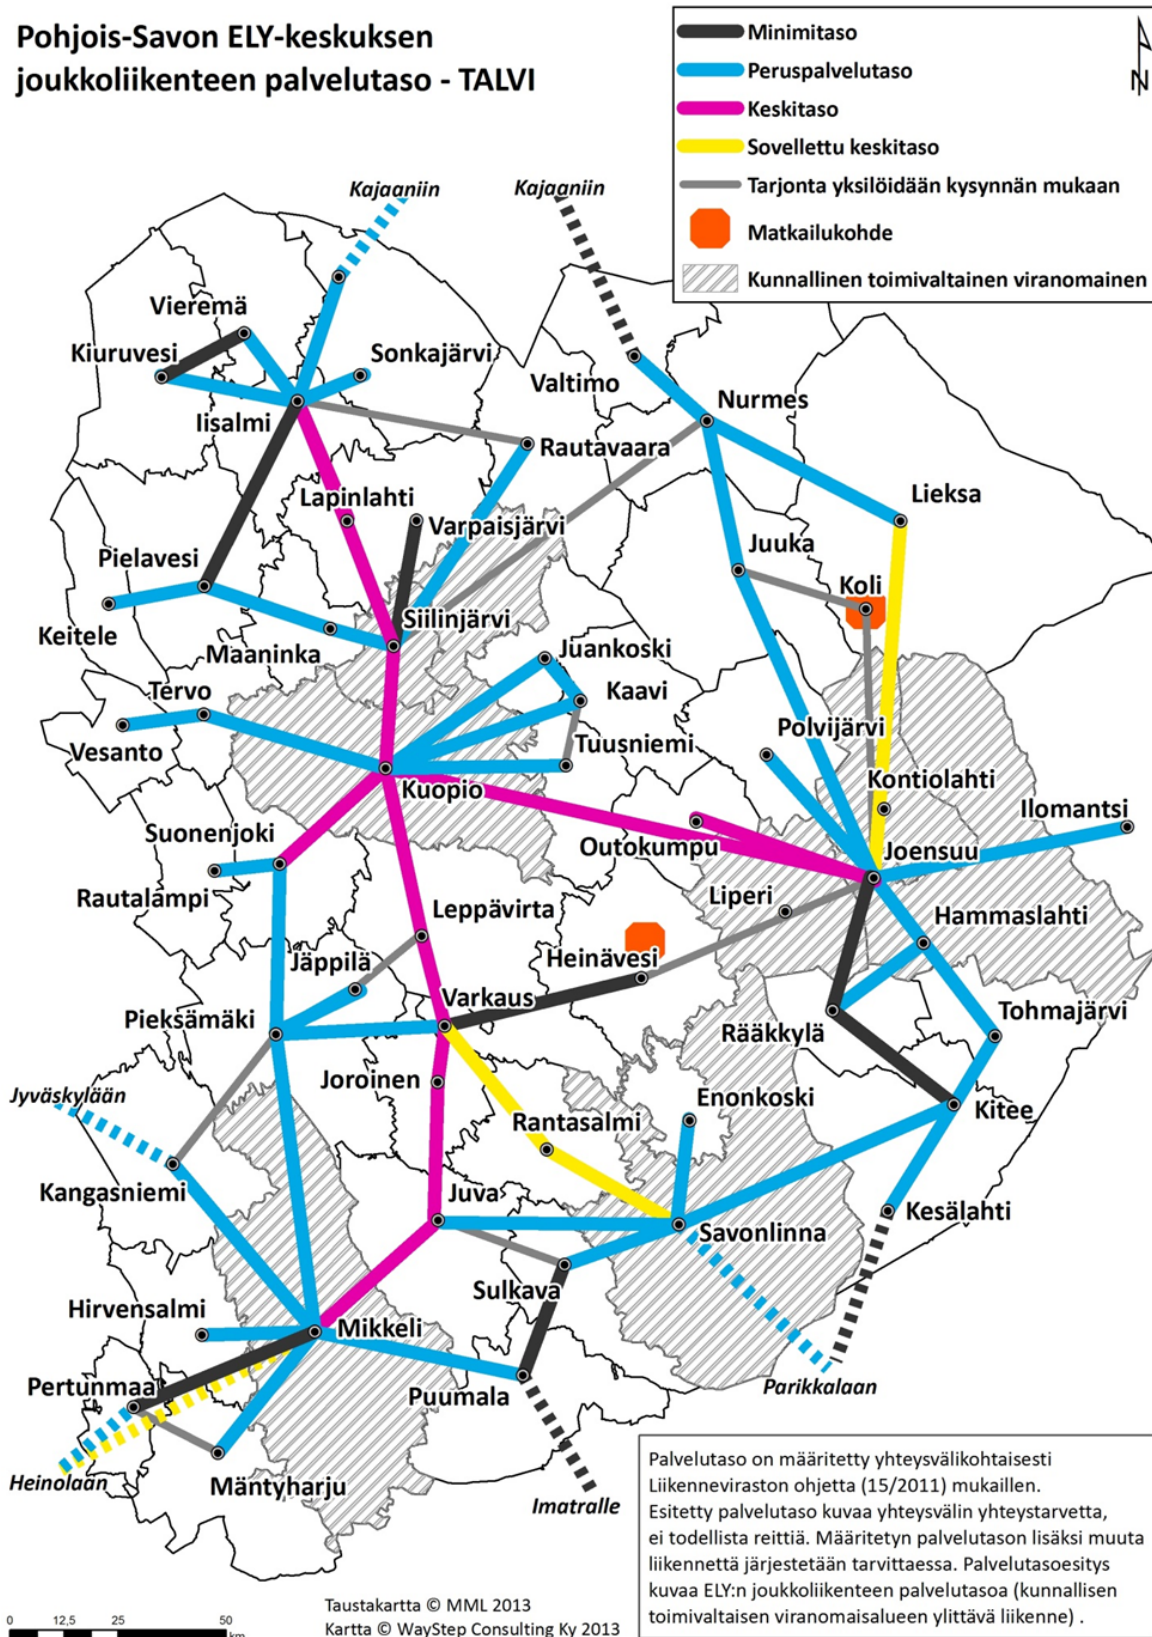 Pohjois-Savon ELY-keskuksen
joukkoliikenteen palvelutaso - TALVI
Minimitaso
Peruspalvelutaso
Keskitaso
Sovellettu keskitaso
Tarjonta yksilöidään kysynnän mukaan
Matkailukohde
Kunnallinen toimivaltainen viranomainen
N
Kajaaniin
Kajaaniin
Vieremä
Kiuruvesi
Sonkajärvi
Valtimo
Nurmes
Iisalmi
Rautavaara
Lapinlahti
Lieksa
Varpaisjärvi
Pielavesi
Juuka
Koli
Keitele
Siilinjärvi
Maaninka
Juankoski
Tervo
Kaavi
Vesanto
Tuusniemi
Polvijärvi
Kuopio
Kontiolahti
Ilomantsi
Suonenjoki
Outokumpu
Joensuu
Rautalampi
Liperi
Leppävirta
Hammaslahti
Heinävesi
Jäppilä
Varkaus
Pieksämäki
Rääkkylä
Tohmajärvi
Joroinen
Jyväskylään
Enonkoski
Kitee
Rantasalmi
Kangasniemi
Juva
Savonlinna
Kesälahti
Sulkava
Hirvensalmi
Mikkeli
Pertunmaa
Puumala
Parikkalaan
Heinolaan
Mäntyharju
Imatralle
Palvelutaso on määritetty yhteysvälikohtaisesti
Liikenneviraston ohjetta (15/2011) mukaillen.
Esitetty palvelutaso kuvaa yhteysvälin yhteystarvetta,
ei todellista reittiä. Määritetyn palvelutason lisäksi muuta
liikennettä järjestetään tarvittaessa. Palvelutasoesitys
kuvaa ELY:n joukkoliikenteen palvelutasoa (kunnallisen
toimivaltaisen viranomaisalueen ylittävä liikenne) .
Taustakartta © MML 2013
Kartta © WayStep Consulting Ky 2013
0 12,5 25 50
km